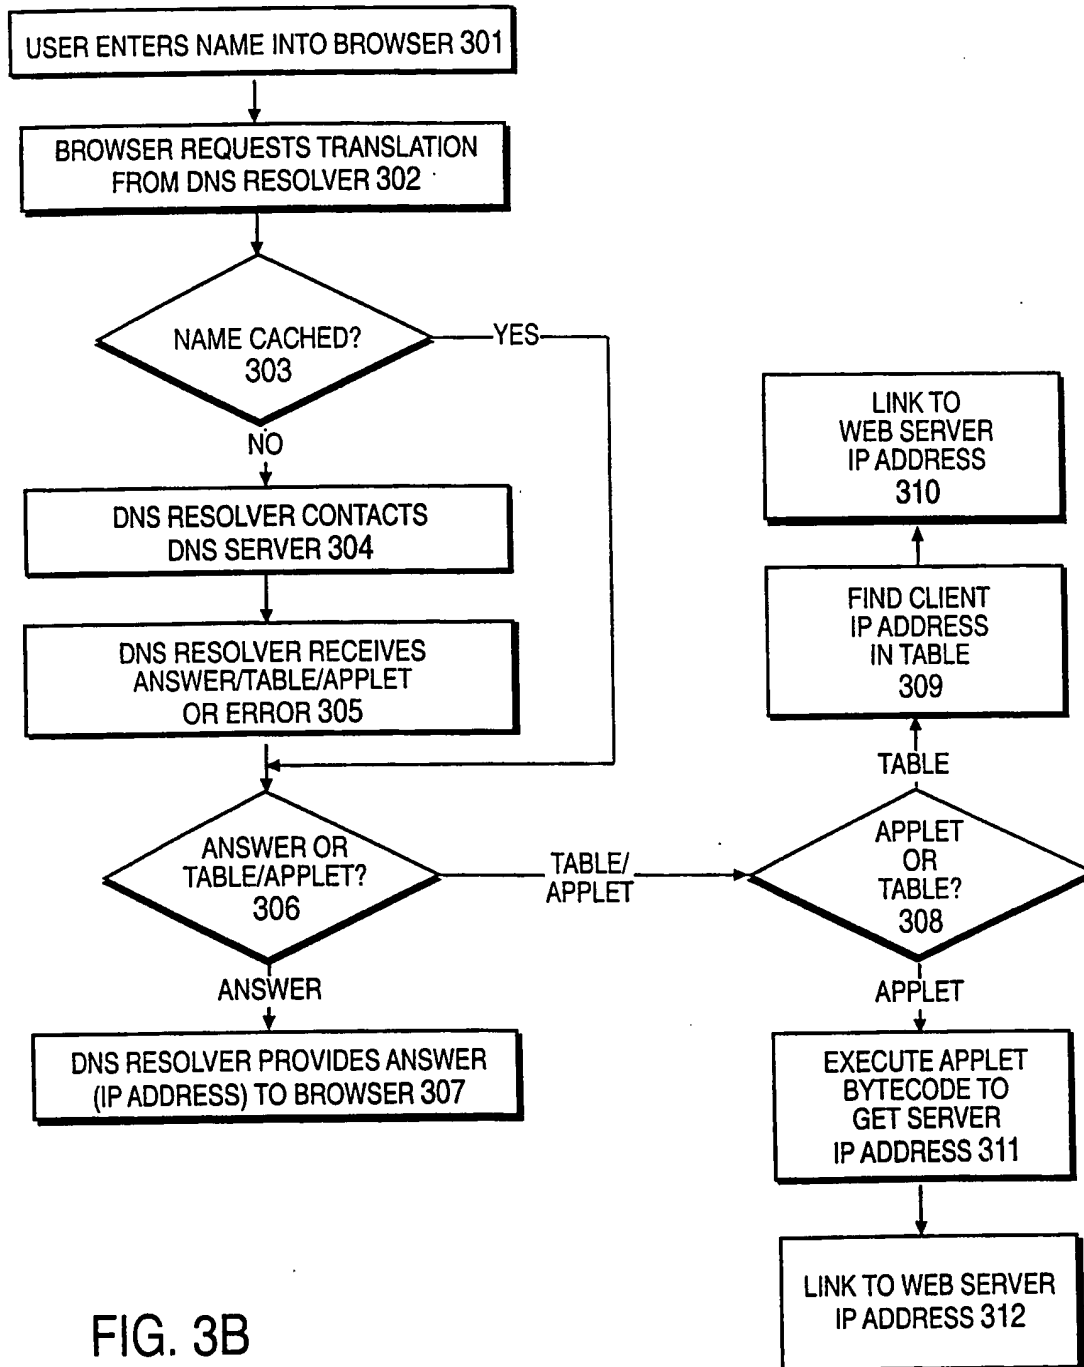 USER ENTERS NAME INTO BROWSER 301
BROWSER REQUESTS TRANSLATION
FROM DNS RESOLVER 302
NAME CACHED?
303
YES
NO
DNS RESOLVER CONTACTS
DNS SERVER 304
DNS RESOLVER RECEIVES
ANSWER/TABLE/APPLET
OR ERROR 305
ANSWER OR
TABLE/APPLET?
306
TABLE/
APPLET
ANSWER
DNS RESOLVER PROVIDES ANSWER
(IP ADDRESS) TO BROWSER 307
LINK TO
WEB SERVER
IP ADDRESS
310
FIND CLIENT
IP ADDRESS
IN TABLE
309
TABLE
APPLET
OR
TABLE?
308
APPLET
EXECUTE APPLET
BYTECODE TO
GET SERVER
IP ADDRESS 311
LINK TO WEB SERVER
IP ADDRESS 312
FIG. 3B